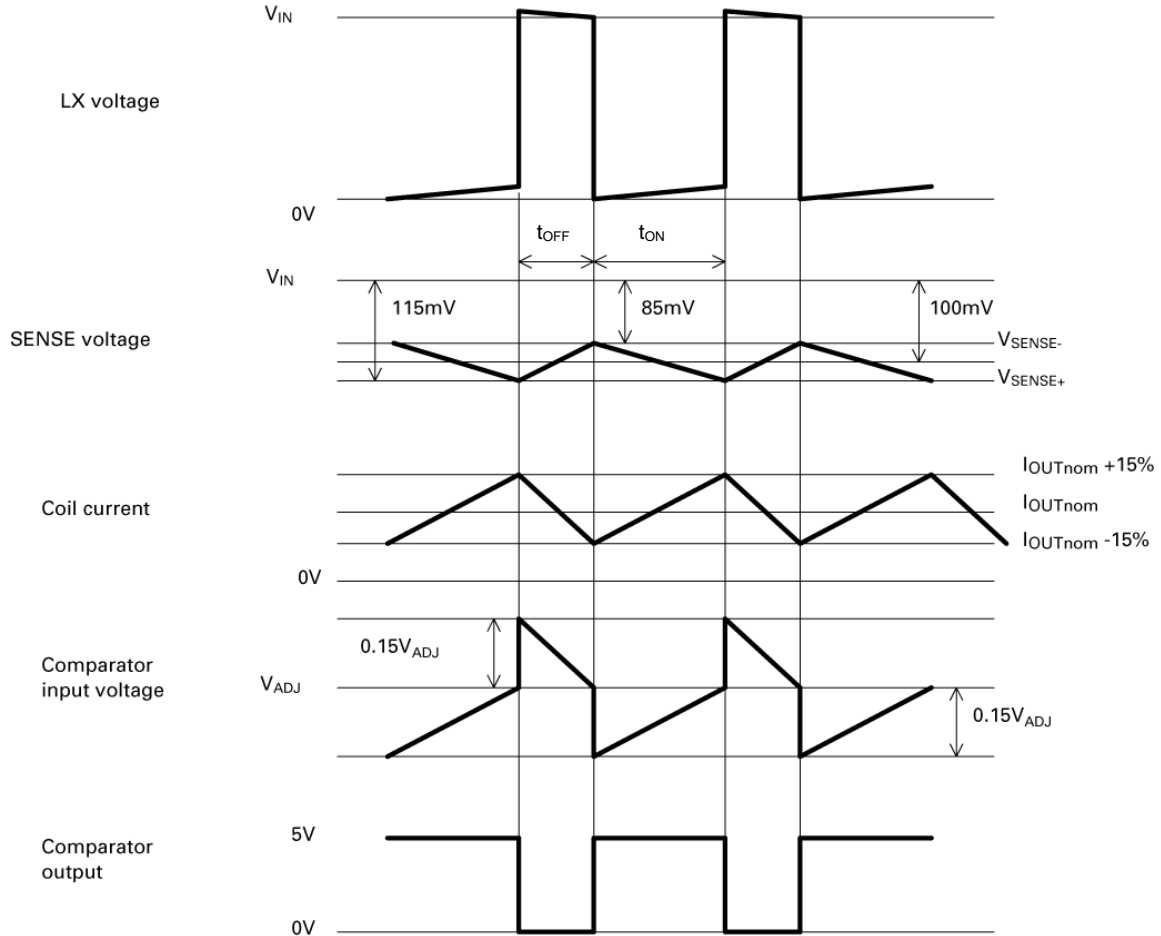 VIN
LX voltage
0V
tOFF
tON
VIN
115mV
85mV
100mV
SENSE voltage
VSENSE-
VSENSE+
IOUTnom +15%
Coil current
IOUTnom
IOUTnom -15%
0V
0.15VADJ
Comparator
input voltage
VADJ
0.15VADJ
5V
Comparator
output
0V